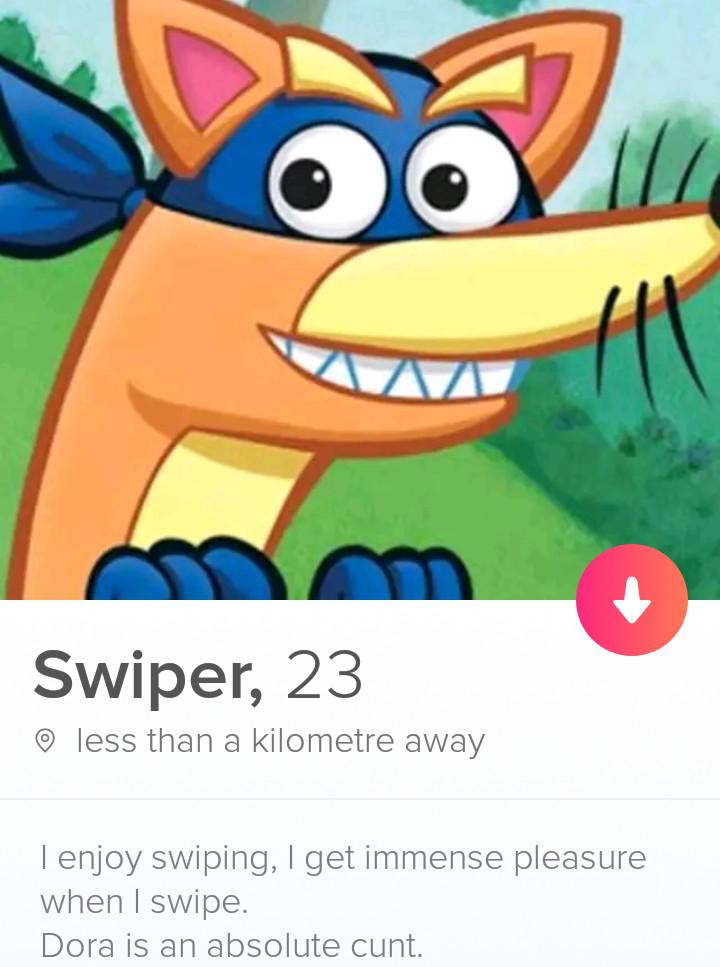 Swiper, 23
less than a kilometre away
I enjoy swiping, I get immense pleasure
when I swipe.
Dora is an absolute cunt.